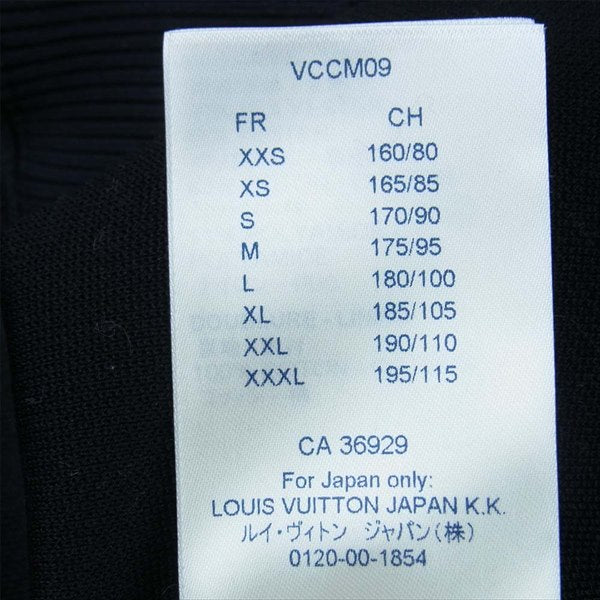 VCCM09
FR CH
XXS 160/80
XS 165/85
S 170/90
M 175/95
L 180/100
XL 185/105
XXL 190/110
XXXL 195/115
CA 36929
For Japan only:
LOUIS VUITTON JAPAN K.K.
ルイ・ヴィトン ジャパン(株)
0120-00-1854